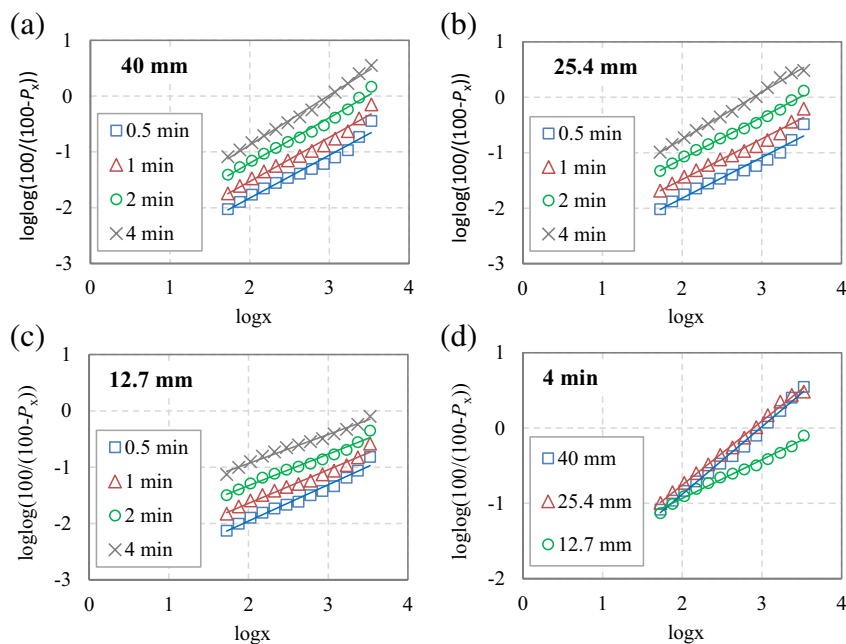 (a)
40 mm
loglog(100/(100-Pₓ))
1
0
-1
-2
-3
0.5 min
1 min
2 min
4 min
0 1 2 3 4
logx
(b)
25.4 mm
loglog(100/(100-Pₓ))
1
0
-1
-2
-3
0.5 min
1 min
2 min
4 min
0 1 2 3 4
logx
(c)
12.7 mm
loglog(100/(100-Pₓ))
1
0
-1
-2
-3
0.5 min
1 min
2 min
4 min
0 1 2 3 4
logx
(d)
4 min
loglog(100/(100-Pₓ))
1
0
-1
-2
40 mm
25.4 mm
12.7 mm
0 1 2 3 4
logx